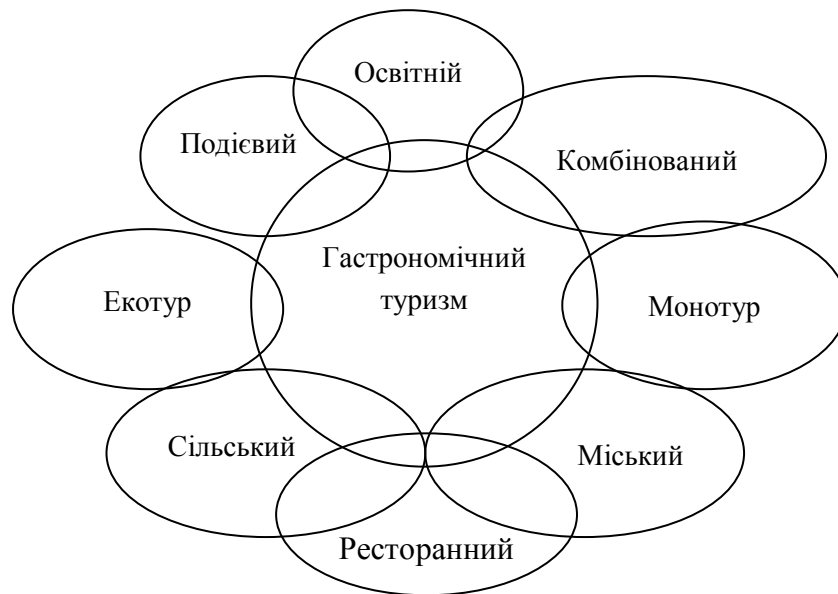 Освітній
Подієвий
Комбінований
Гастрономічний
туризм
Екотур
Монотур
Сільський
Міський
Ресторанний